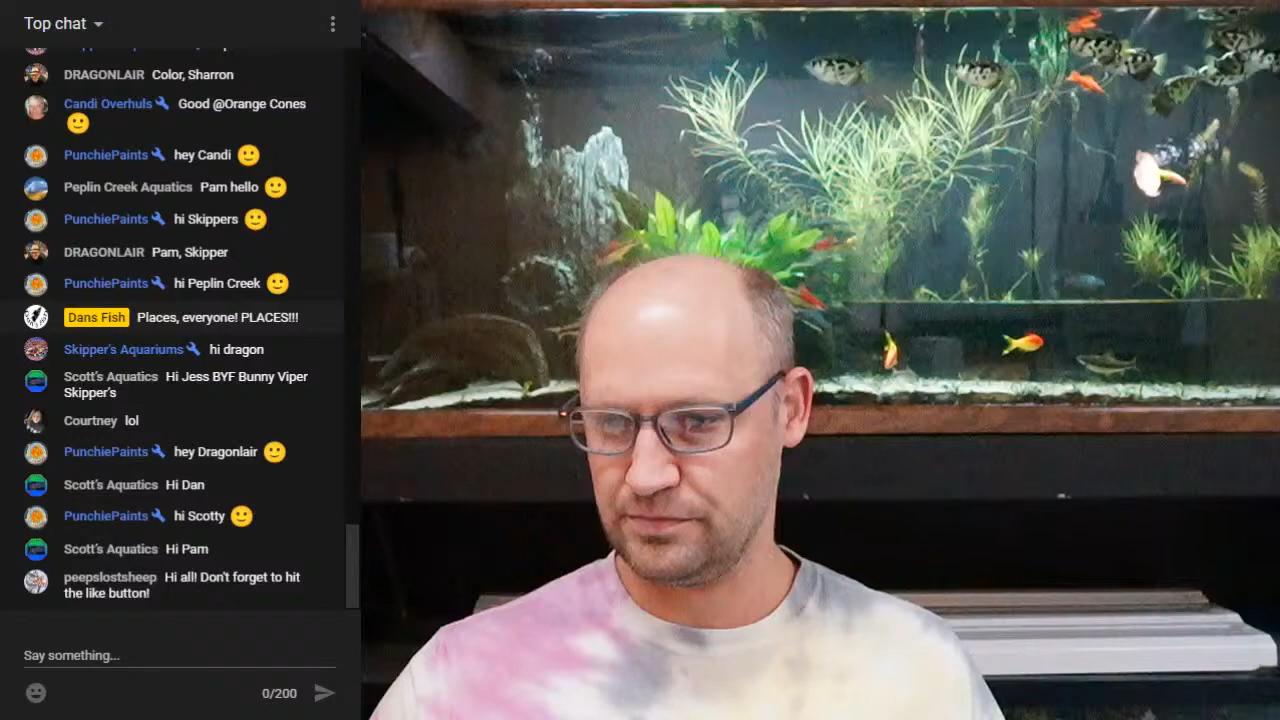 Top chat
DRAGONLAIR Color, Sharron
Candi Overhuls Good @Orange Cones
PunchiePaints hey Candi
Peplin Creek Aquatics Pam hello
PunchiePaints hi Skippers
DRAGONLAIR Pam, Skipper
PunchiePaints hi Peplin Creek
Dans Fish Places, everyone! PLACES!!!
Skipper's Aquariums hi dragon
Scott's Aquatics Hi Jess BYF Bunny Viper
Skipper's
Courtney lol
PunchiePaints hey Dragonlair
Scott's Aquatics Hi Dan
PunchiePaints hi Scotty
Scott's Aquatics Hi Pam
peepslostsheep Hi all! Don't forget to hit
the like button!
Say something...
0/200